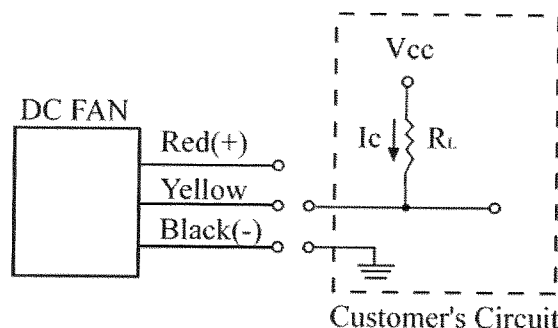 Vcc
DC FAN
Red(+)
Ic
RL
Yellow
Black(-)
Customer's Circuit